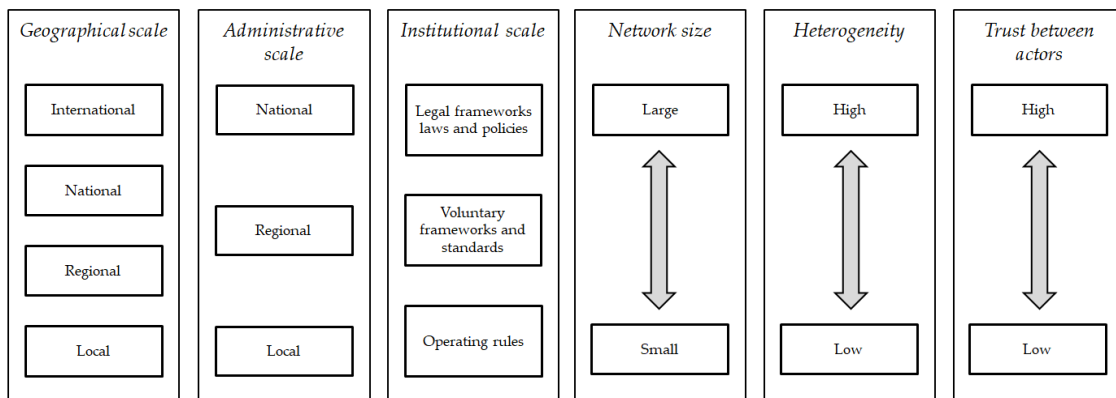 Geographical scale
International
National
Regional
Local
Administrative
scale
National
Regional
Local
Institutional scale
Legal frameworks
laws and policies
Voluntary
frameworks and
standards
Operating rules
Network size
Large
Small
Heterogeneity
High
Low
Trust between
actors
High
Low